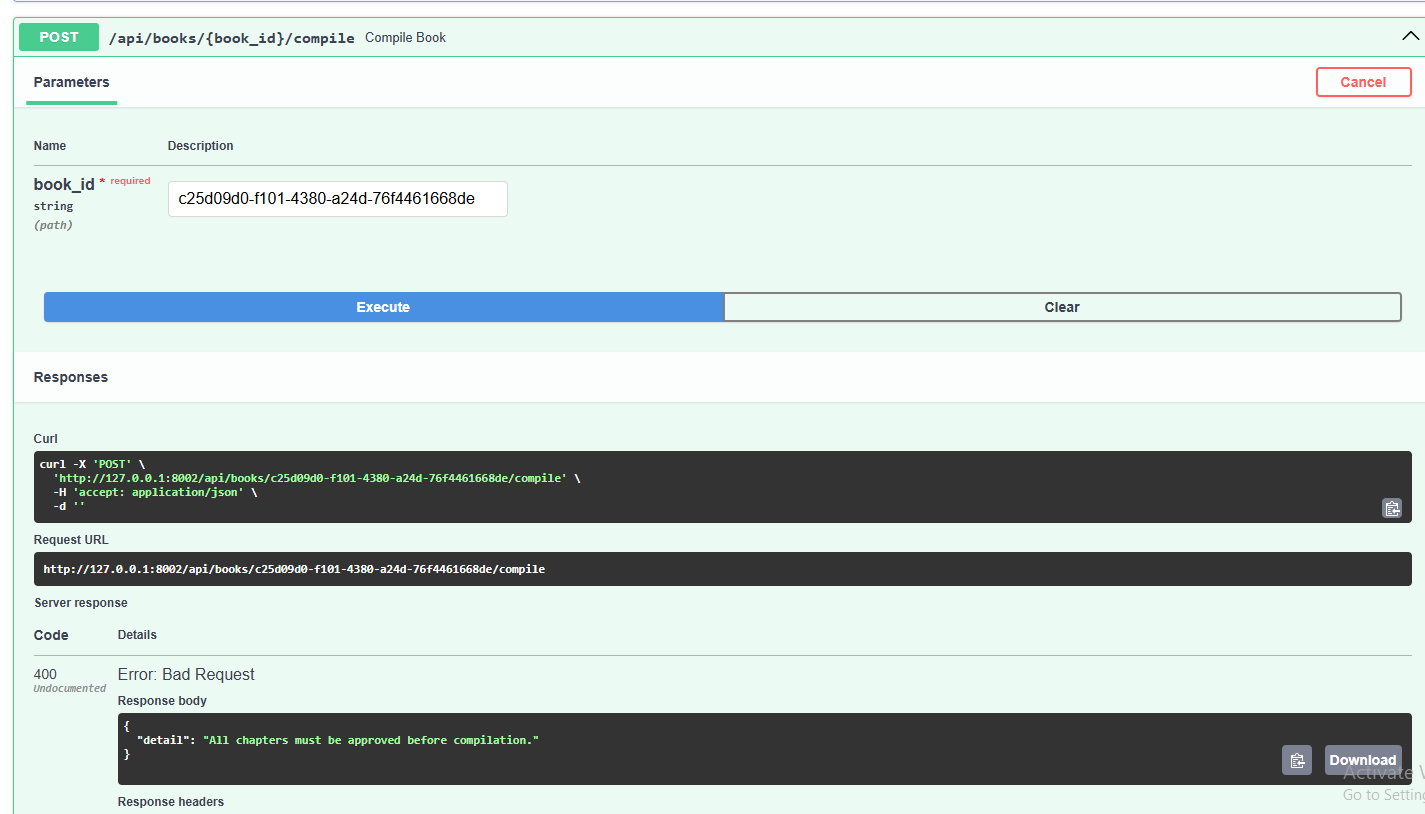 POST /api/books/{book_id}/compile Compile Book
Parameters
Cancel
Name Description
book_id * required
string
(path)
c25d09d0-f101-4380-a24d-76f4461668de
Execute
Clear
Responses
Curl
curl -X 'POST' \
'http://127.0.0.1:8002/api/books/c25d09d0-f101-4380-a24d-76f4461668de/compile' \
-H 'accept: application/json' \
-d ''
Request URL
http://127.0.0.1:8002/api/books/c25d09d0-f101-4380-a24d-76f4461668de/compile
Server response
Code Details
400
Undocumented
Error: Bad Request
Response body
{
"detail": "All chapters must be approved before compilation."
}
Download
Activate
Go to Setting
Response headers